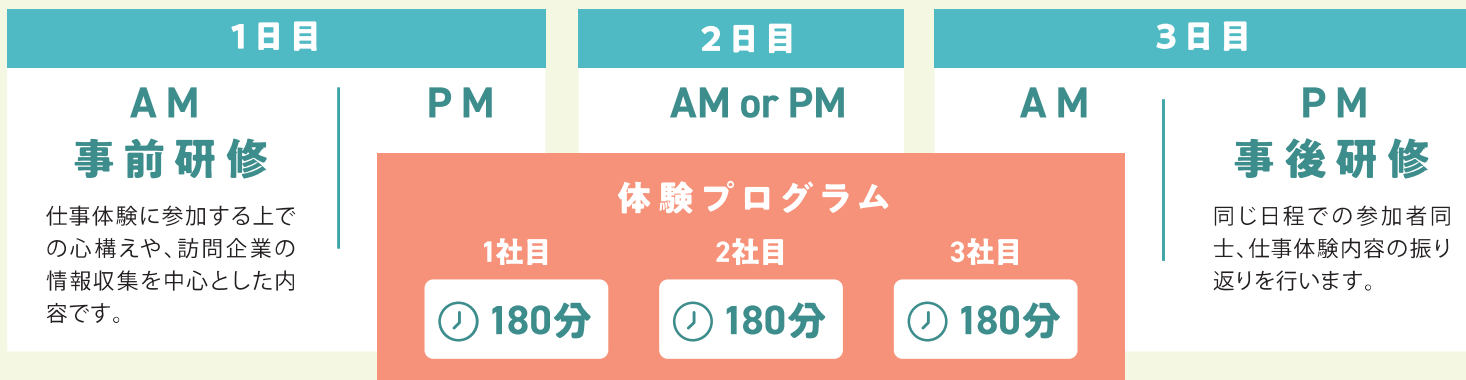 1日目
AM
事前研修
仕事体験に参加する上で
の心構えや、訪問企業の
情報収集を中心とした内
容です。
PM
2日目
AM or PM
3日目
AM
PM
事後研修
同じ日程での参加者同
士、仕事体験内容の振り
返りを行います。
体験プログラム
1社目
180分
2社目
180分
3社目
180分